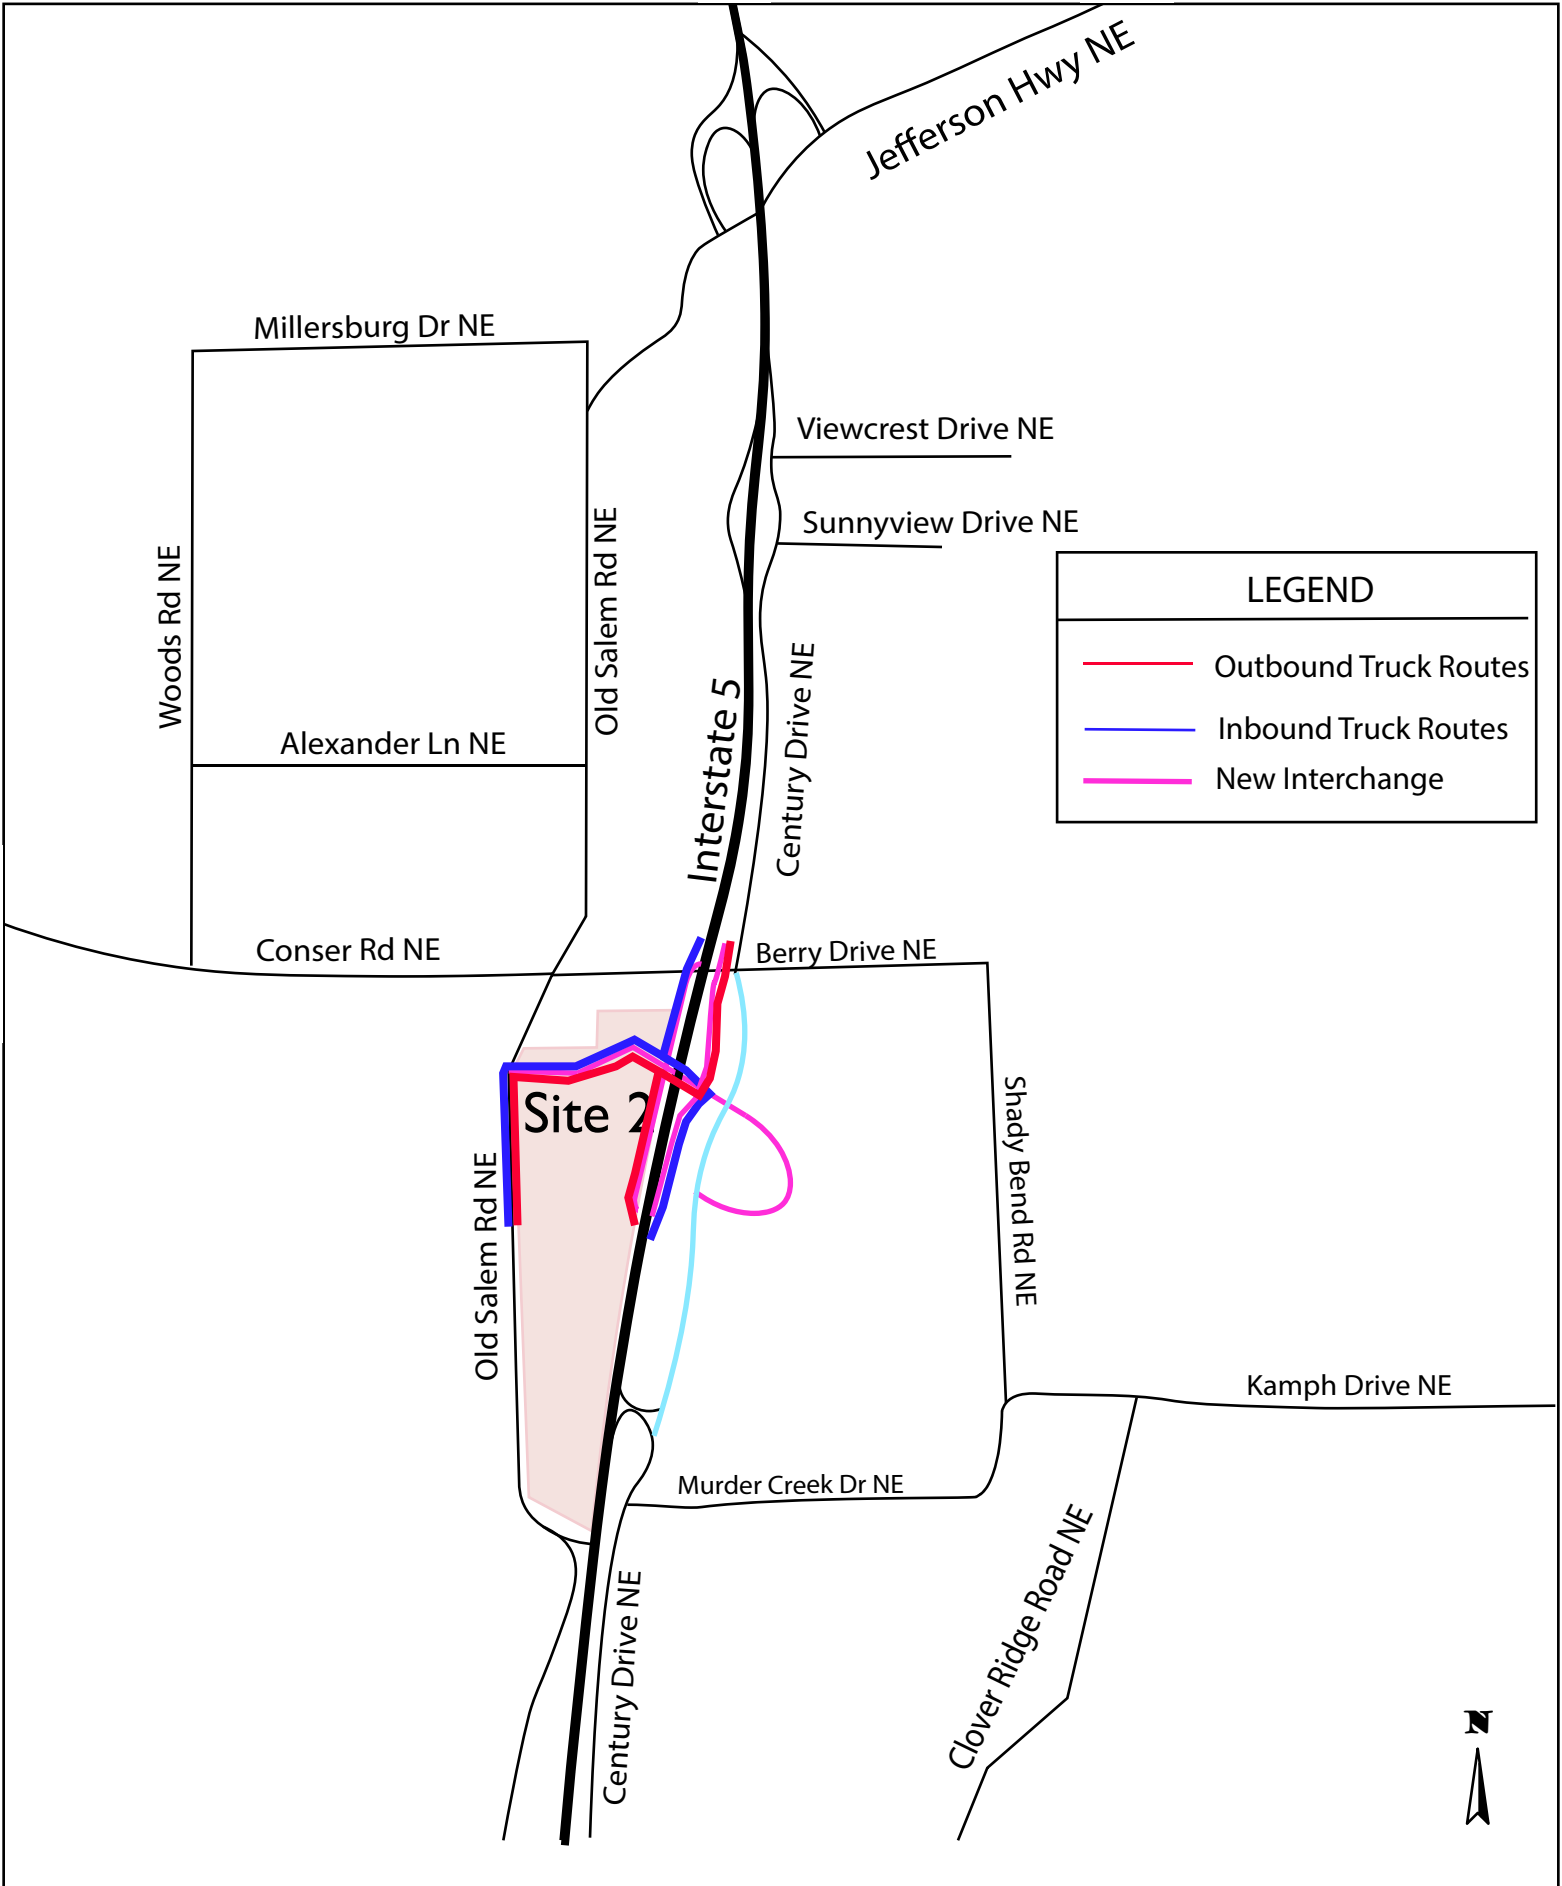 Jefferson Hwy NE
Millersburg Dr NE
Viewcrest Drive NE
Sunnyview Drive NE
Woods Rd NE
Old Salem Rd NE
LEGEND
Outbound Truck Routes
Inbound Truck Routes
New Interchange
Interstate 5
Century Drive NE
Alexander Ln NE
Conser Rd NE
Berry Drive NE
Site 2
Shady Bend Rd NE
Old Salem Rd NE
Kamph Drive NE
Murder Creek Dr NE
Century Drive NE
Clover Ridge Road NE
N